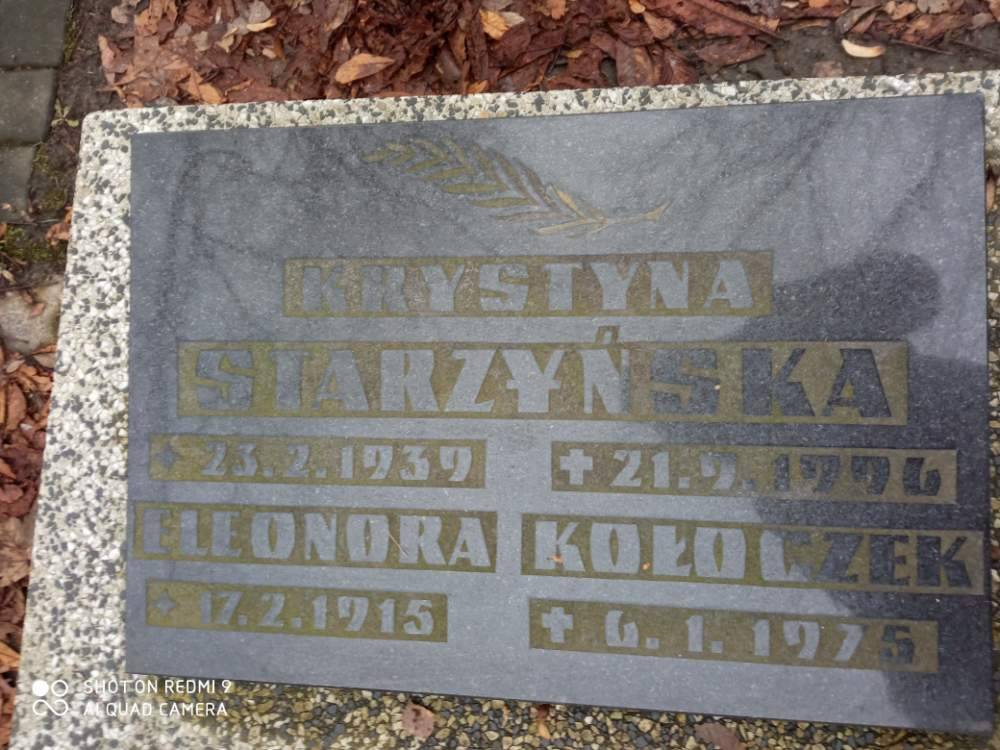 KRYSTYNA
STARZYŃSKA
✦ 23.2.1939 ✝ 21.9.1996
ELEONORA KOŁOCZEK
✦ 17.2.1915 ✝ 6.1.1975
SHOT ON REDMI 9
AI QUAD CAMERA